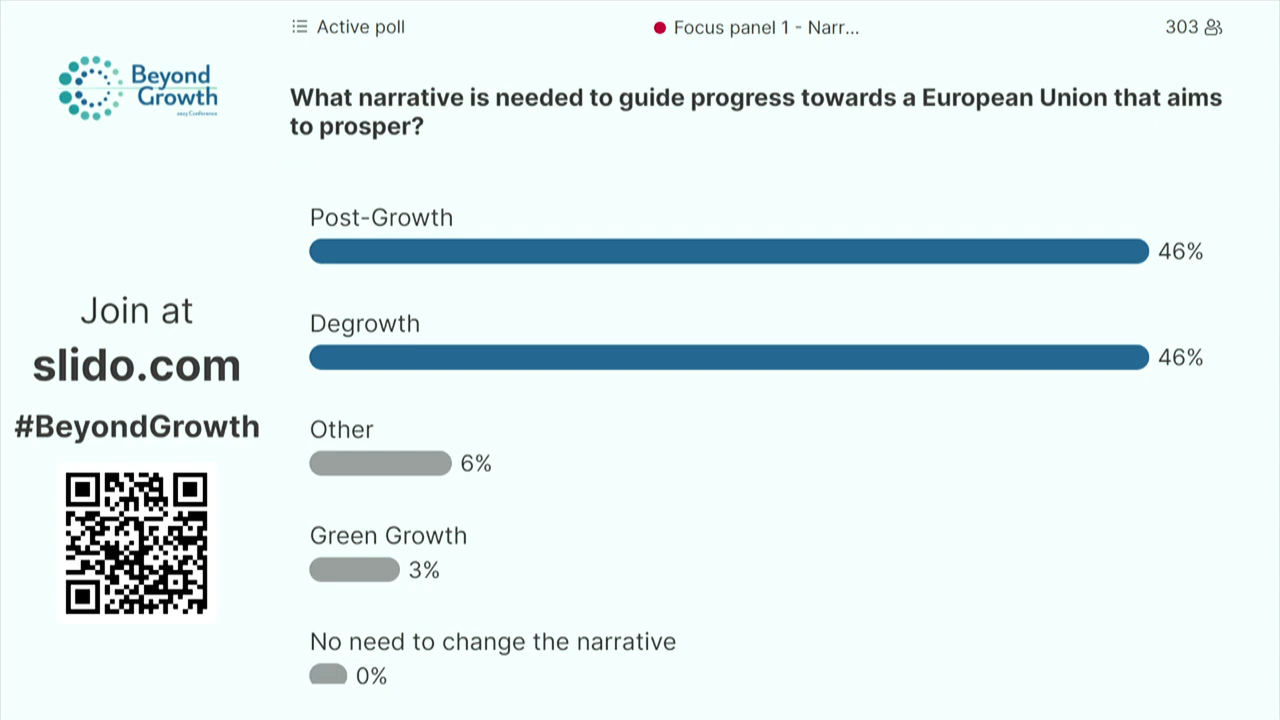 Active poll
Focus panel 1 - Narr...
303
Beyond
Growth
2023 Conference
What narrative is needed to guide progress towards a European Union that aims
to prosper?
Post-Growth
46%
Degrowth
46%
Other
6%
Green Growth
3%
No need to change the narrative
0%
Join at
slido.com
#BeyondGrowth